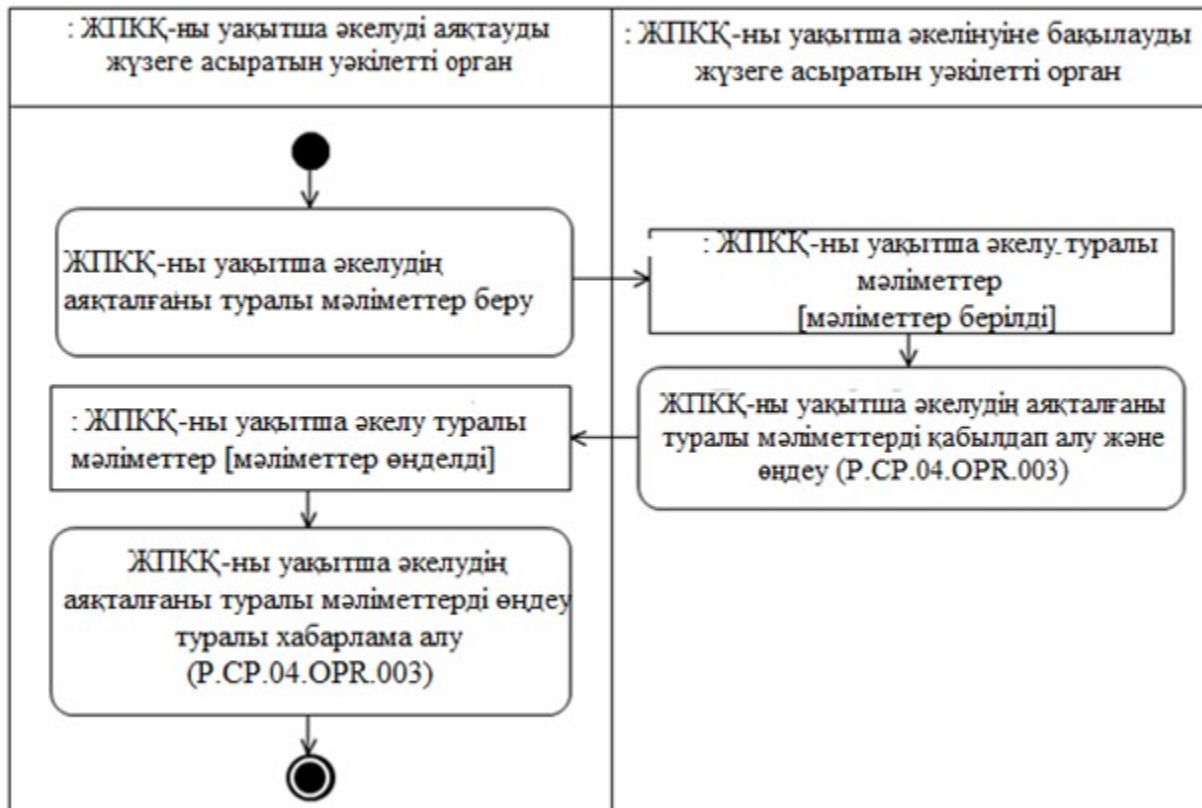 : ЖПКҚ-ны уақытша әкелуді аяқтауды
жүзеге асыратын уәкілетті орган
: ЖПКҚ-ны уақытша әкелінуіне бақылауды
жүзеге асыратын уәкілетті орган
ЖПКҚ-ны уақытша әкелудің
аяқталғаны туралы мәліметтер беру
: ЖПКҚ-ны уақытша әкелу туралы
мәліметтер
[мәліметтер берілді]
ЖПКҚ-ны уақытша әкелудің аяқталғаны
туралы мәліметтерді қабылдап алу және
өңдеу (P.CP.04.OPR.003)
: ЖПКҚ-ны уақытша әкелу туралы
мәліметтер [мәліметтер өңделді]
ЖПКҚ-ны уақытша әкелудің
аяқталғаны туралы мәліметтерді өңдеу
туралы хабарлама алу
(P.CP.04.OPR.003)